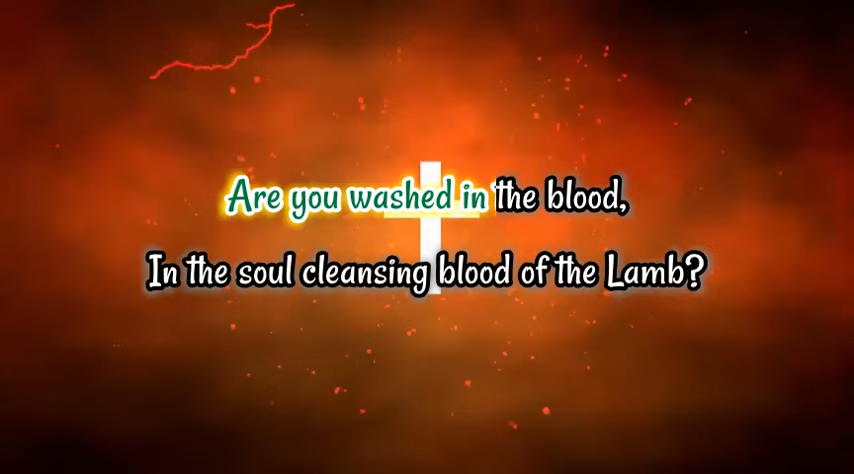 Are you washed in the blood,
In the soul cleansing blood of the Lamb?